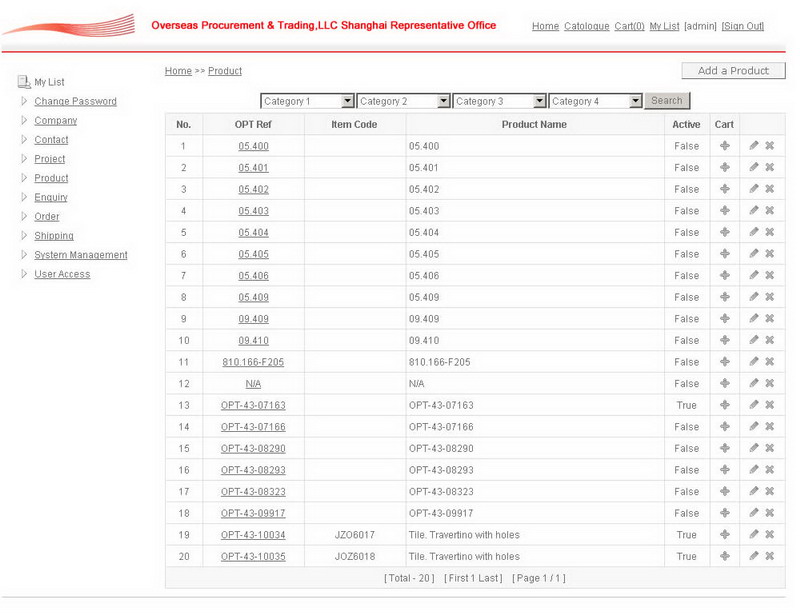 Overseas Procurement & Trading,LLC Shanghai Representative Office
Home Catologue Cart(0) My List [admin] [Sign Out]
Home >> Product
Add a Product
My List
Change Password
Company
Contact
Project
Product
Enquiry
Order
Shipping
System Management
User Access
Category 1 Category 2 Category 3 Category 4 Search
No. OPT Ref Item Code Product Name Active Cart
1 05.400 05.400 False
2 05.401 05.401 False
3 05.402 05.402 False
4 05.403 05.403 False
5 05.404 05.404 False
6 05.405 05.405 False
7 05.406 05.406 False
8 05.409 05.409 False
9 09.409 09.409 False
10 09.410 09.410 False
11 810.166-F205 810.166-F205 False
12 N/A N/A False
13 OPT-43-07163 OPT-43-07163 True
14 OPT-43-07166 OPT-43-07166 False
15 OPT-43-08290 OPT-43-08290 False
16 OPT-43-08293 OPT-43-08293 False
17 OPT-43-08323 OPT-43-08323 False
18 OPT-43-09917 OPT-43-09917 False
19 OPT-43-10034 JZO6017 Tile. Travertino with holes True
20 OPT-43-10035 JOZ6018 Tile. Travertino with holes True
[Total - 20] [First 1 Last] [Page 1 / 1]